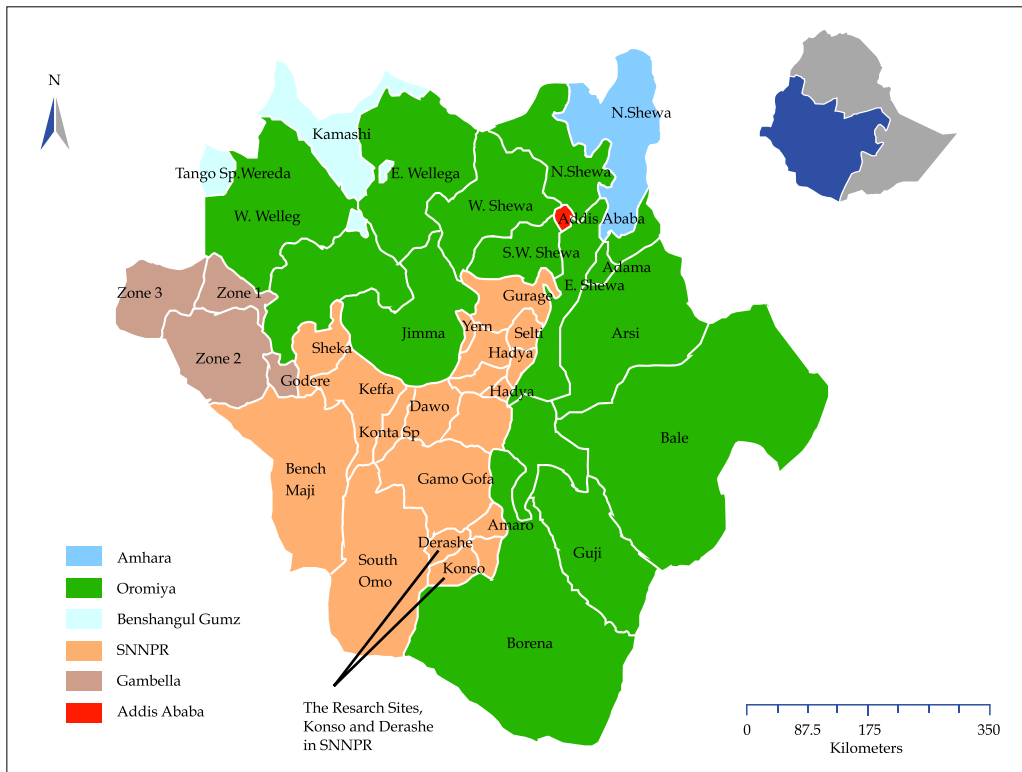 N
N.Shewa
Kamashi
Tango Sp.Wereda
E. Wellega
N.Shewa
W. Welleg
W. Shewa
Addis Ababa
S.W. Shewa
Adama
E. Shewa
Zone 3
Zone 1
Gurage
Yern
Selti
Jimma
Arsi
Sheka
Hadya
Zone 2
Godere
Keffa
Hadya
Dawo
Konta Sp
Bale
Bench
Maji
Gamo Gofa
Amaro
Derashe
Guji
South
Omo
Konso
Borena
Amhara
Oromiya
Benshangul Gumz
SNNPR
Gambella
Addis Ababa
The Resarch Sites,
Konso and Derashe
in SNNPR
0 87.5 175 350
Kilometers